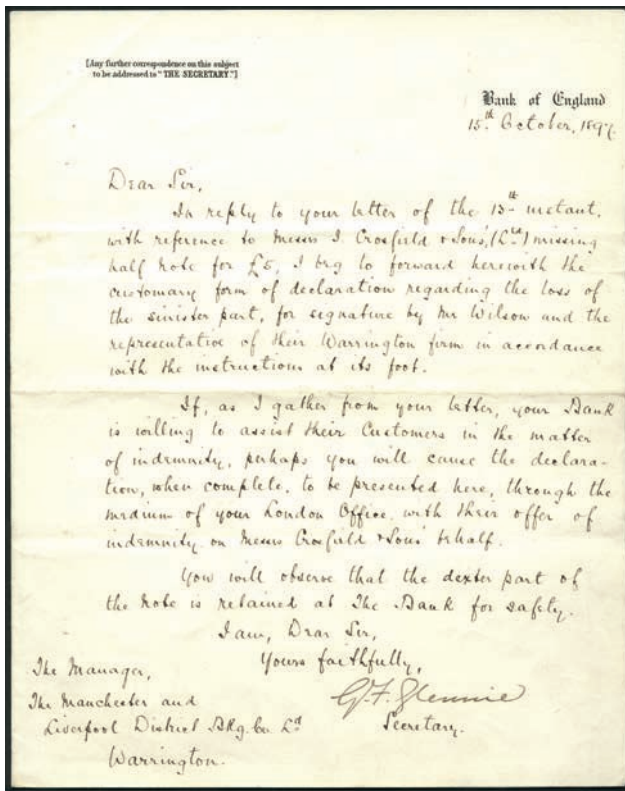 [Any further correspondence on this subject
to be addressed to "THE SECRETARY."]
Bank of England
15th October, 1897.
Dear Sir,
In reply to your letter of the 13th instant,
with reference to Messrs J. Crosfield & Sons', (Ld) missing
half note for £5, I beg to forward herewith the
customary form of declaration regarding the loss of
the sinister part, for signature by Mr Wilson and the
representative of their Warrington firm in accordance
with the instructions at its foot.
If, as I gather from your letter, your Bank
is willing to assist their Customers in the matter
of indemnity, perhaps you will cause the declara-
tion, when complete, to be presented here, through the
medium of your London Office, with their offer of
indemnity on Messrs Crosfield & Sons' behalf.
You will observe that the dexter part of
the note is retained at The Bank for safety.
I am, Dear Sir,
Yours faithfully,
G.F. Glennie
Secretary.
The Manager,
The Manchester and
Liverpool District Bkg. Co Ld
Warrington.